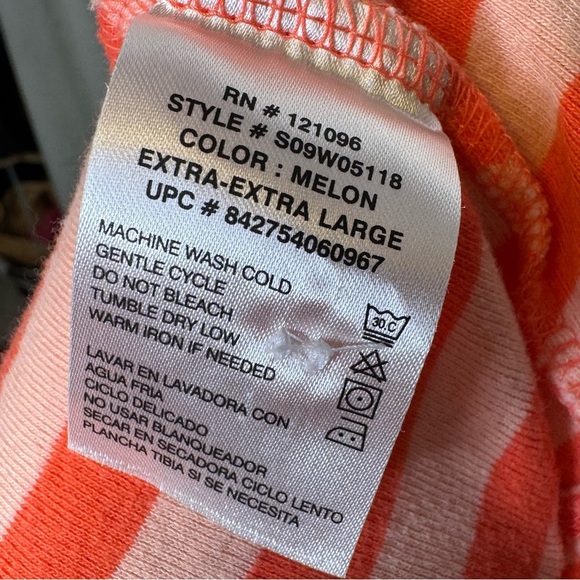 RN # 121096
STYLE # S09W05118
COLOR : MELON
EXTRA-EXTRA LARGE
UPC # 842754060967
MACHINE WASH COLD
GENTLE CYCLE
DO NOT BLEACH
TUMBLE DRY LOW
WARM IRON IF NEEDED
30.C
LAVAR EN LAVADORA CON
AGUA FRIA
CICLO DELICADO
NO USAR BLANQUEADOR
SECAR EN SECADORA CICLO LENTO
PLANCHA TIBIA SI SE NECESITA